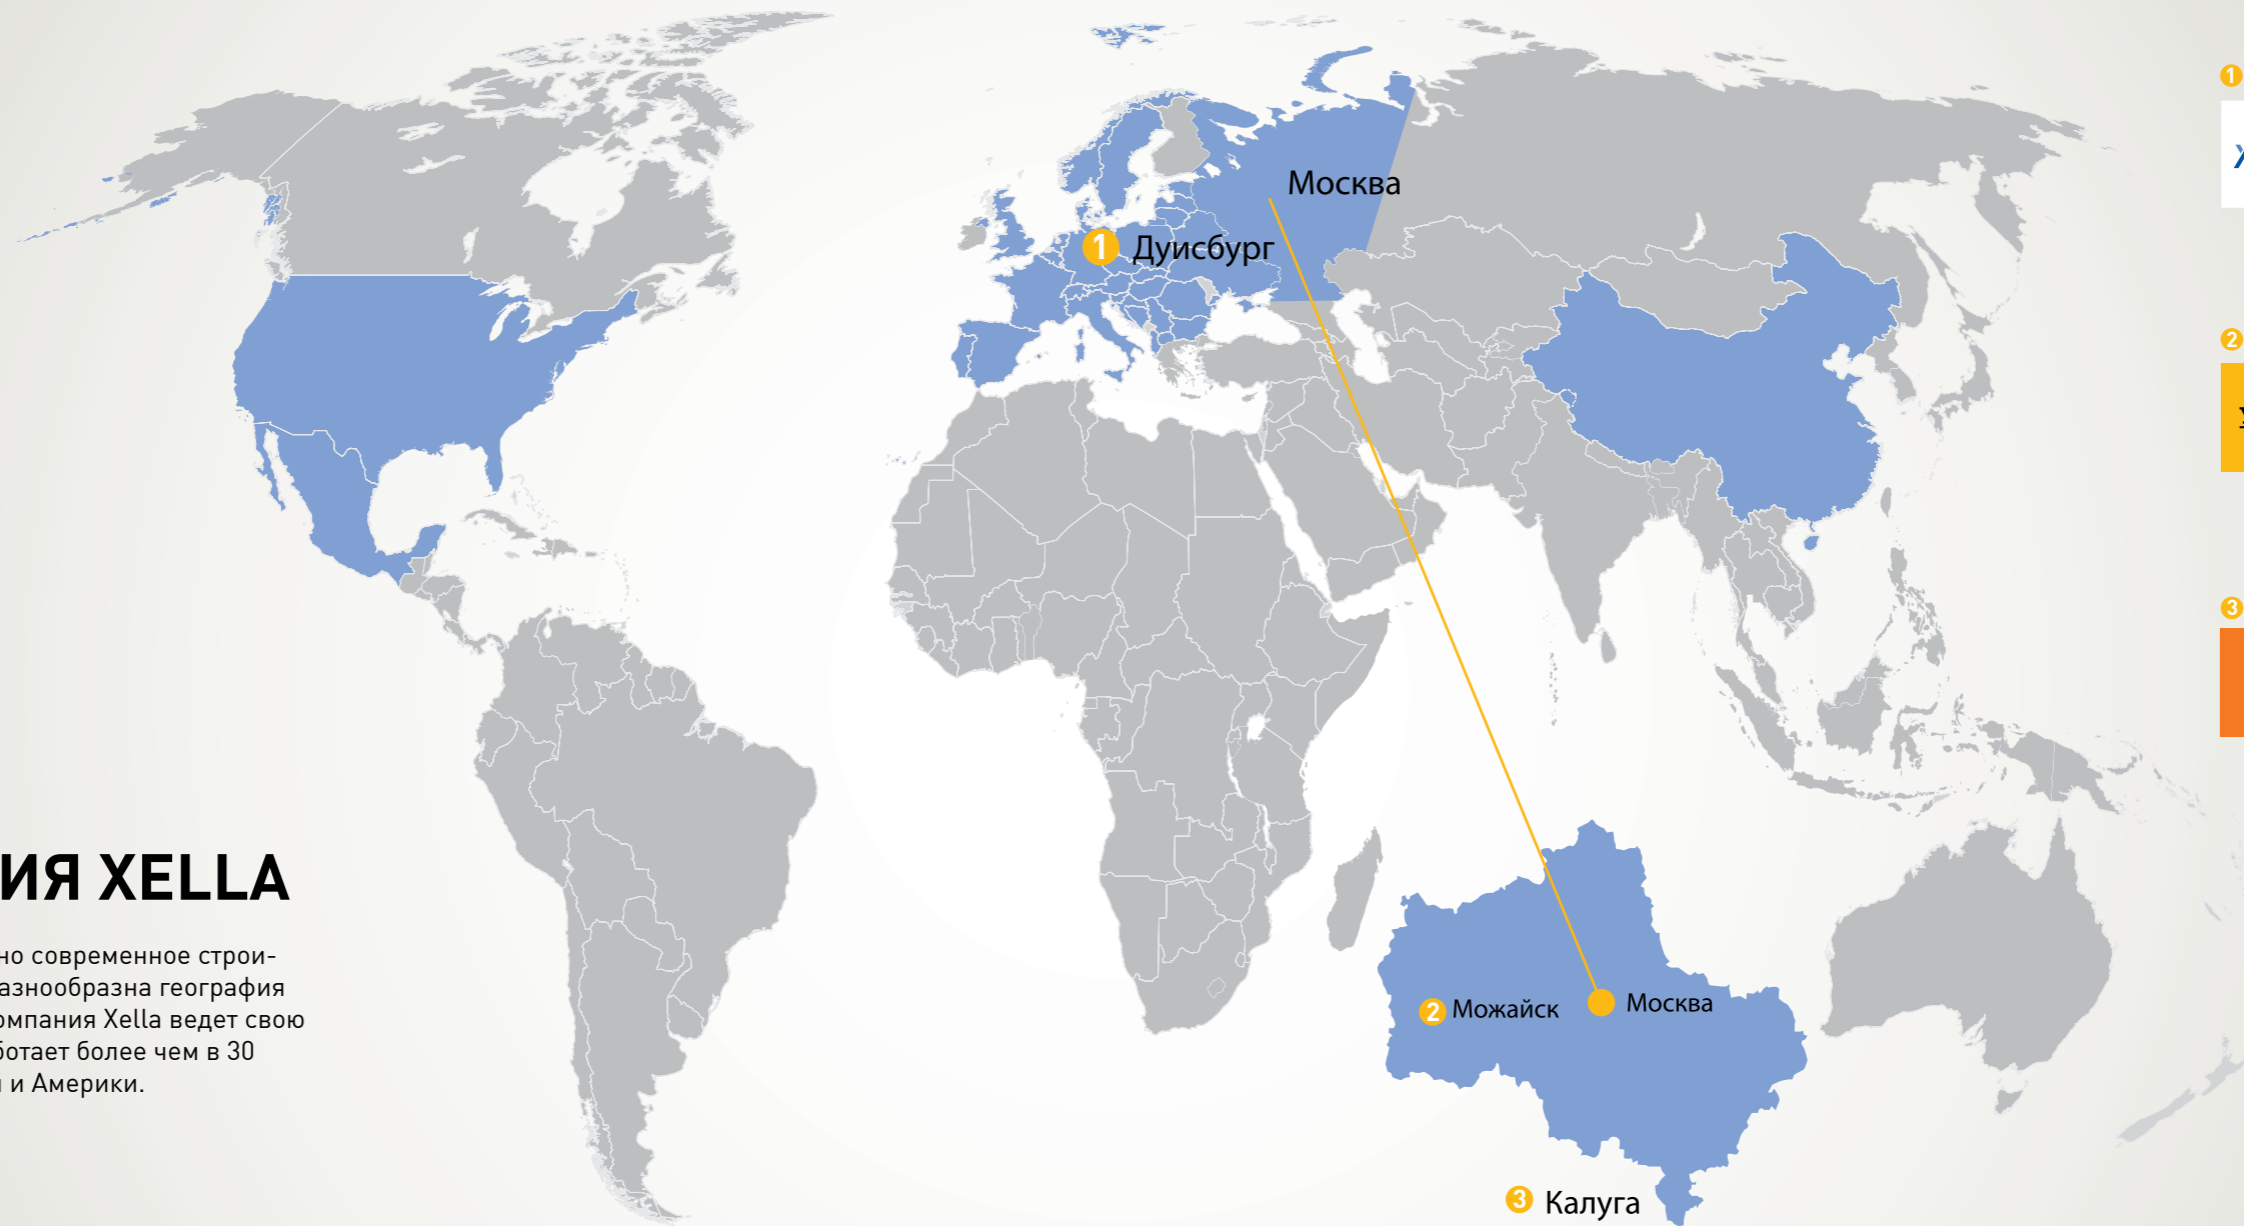 Москва
1 Дуисбург
ИЯ XELLA
но современное строи-
азнообразна география
омпания Xella ведет свою
ботает более чем в 30
и и Америки.
2 Можайск
Москва
3 Калуга
1
2
3